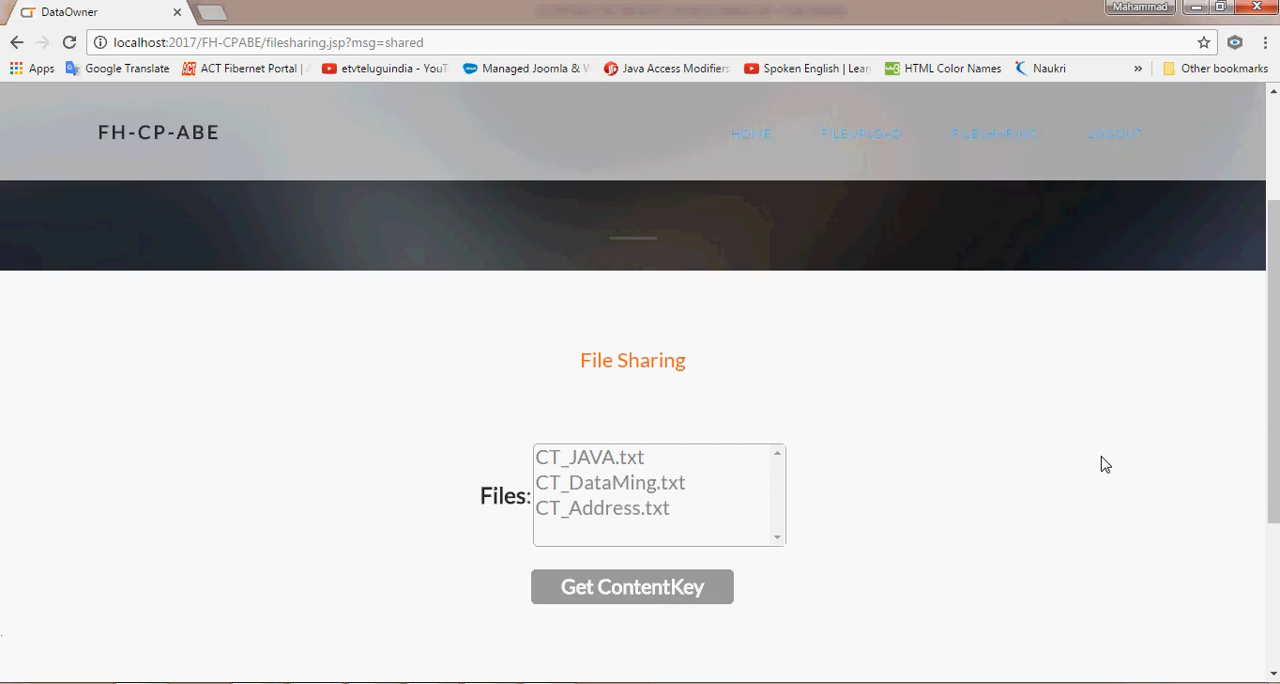 DataOwner
Mahammad
localhost:2017/FH-CPABE/filesharing.jsp?msg=shared
Apps Google Translate ACT Fibernet Portal | etvteluguindia - YouT Managed Joomla & W Java Access Modifiers Spoken English | Lear HTML Color Names Naukri » Other bookmarks
FH-CP-ABE
HOME FILEUPLOAD FILESHARING LOGOUT
File Sharing
Files:
CT_JAVA.txt
CT_DataMing.txt
CT_Address.txt
Get ContentKey